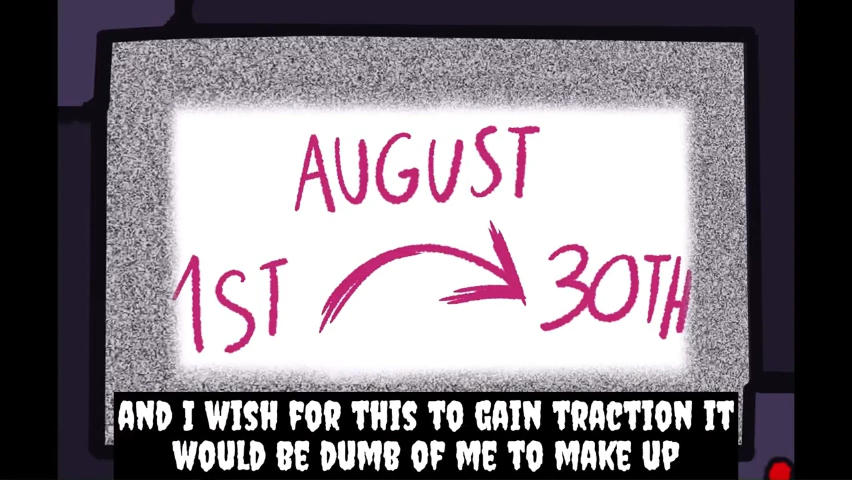 AUGUST
1ST 30TH
AND I WISH FOR THIS TO GAIN TRACTION IT
WOULD BE DUMB OF ME TO MAKE UP